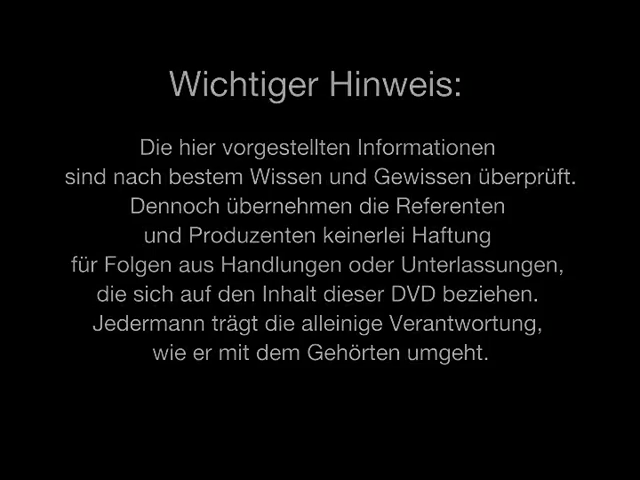 Wichtiger Hinweis:
Die hier vorgestellten Informationen
sind nach bestem Wissen und Gewissen überprüft.
Dennoch übernehmen die Referenten
und Produzenten keinerlei Haftung
für Folgen aus Handlungen oder Unterlassungen,
die sich auf den Inhalt dieser DVD beziehen.
Jedermann trägt die alleinige Verantwortung,
wie er mit dem Gehörten umgeht.